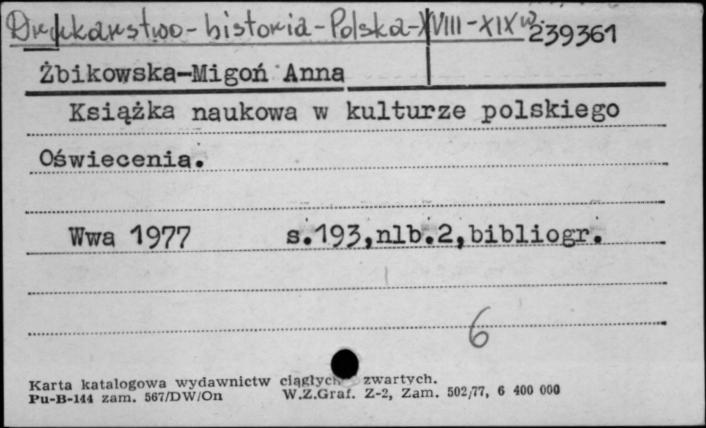 Drukarstwo-historia-Polska-XVIII-XIX w. 239361
Żbikowska-Migoń Anna
Książka naukowa w kulturze polskiego
Oświecenia.
Wwa 1977 s.193,nlb.2,bibliogr.
6
Karta katalogowa wydawnictw ciągłych zwartych.
Pu-B-144 zam. 567/DW/On W.Z.Graf. Z-2, Zam. 502/77, 6 400 000